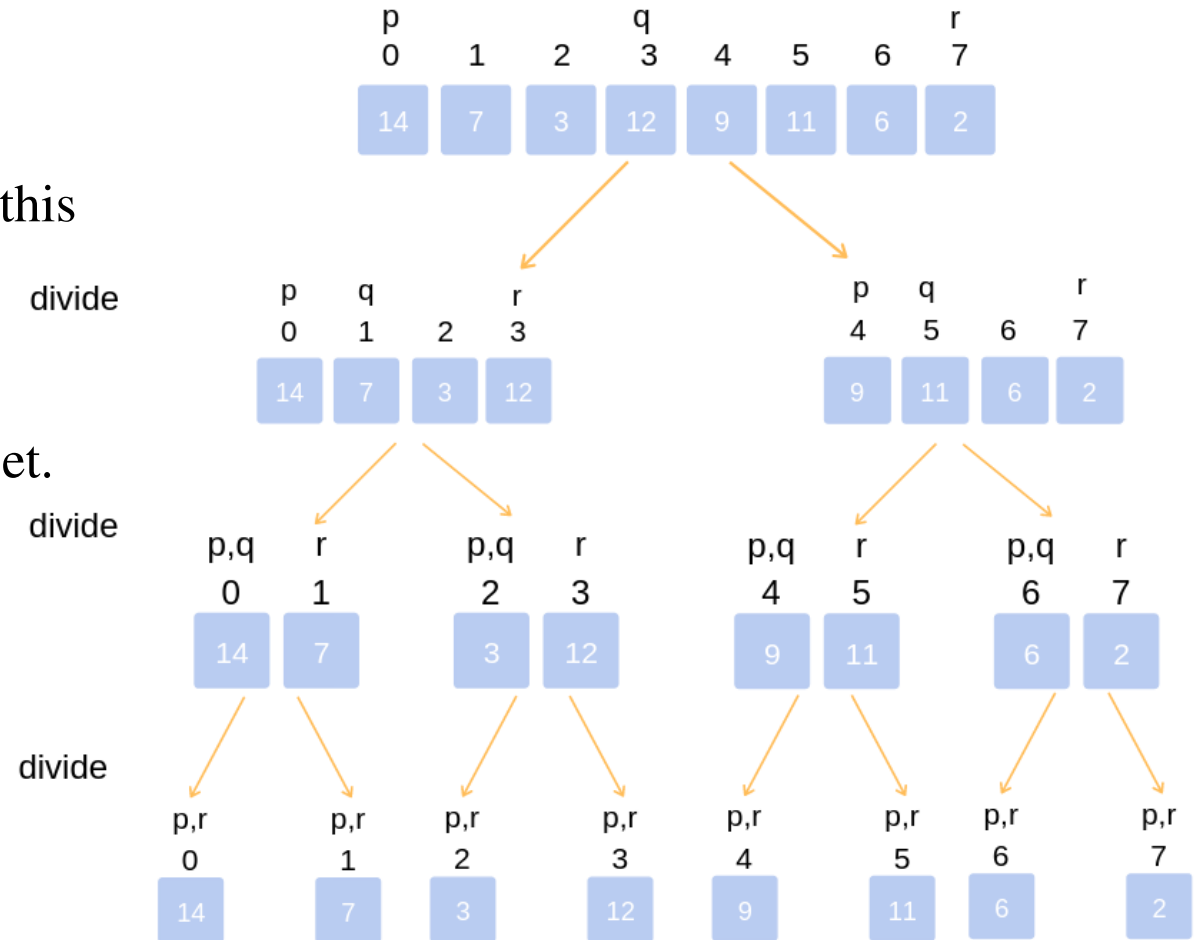 p q r
0 1 2 3 4 5 6 7
14 7 3 12 9 11 6 2
this
divide
p q r p q r
0 1 2 3 4 5 6 7
14 7 3 12 9 11 6 2
et.
divide
p,q r p,q r p,q r p,q r
0 1 2 3 4 5 6 7
14 7 3 12 9 11 6 2
divide
p,r p,r p,r p,r p,r p,r p,r p,r
0 1 2 3 4 5 6 7
14 7 3 12 9 11 6 2